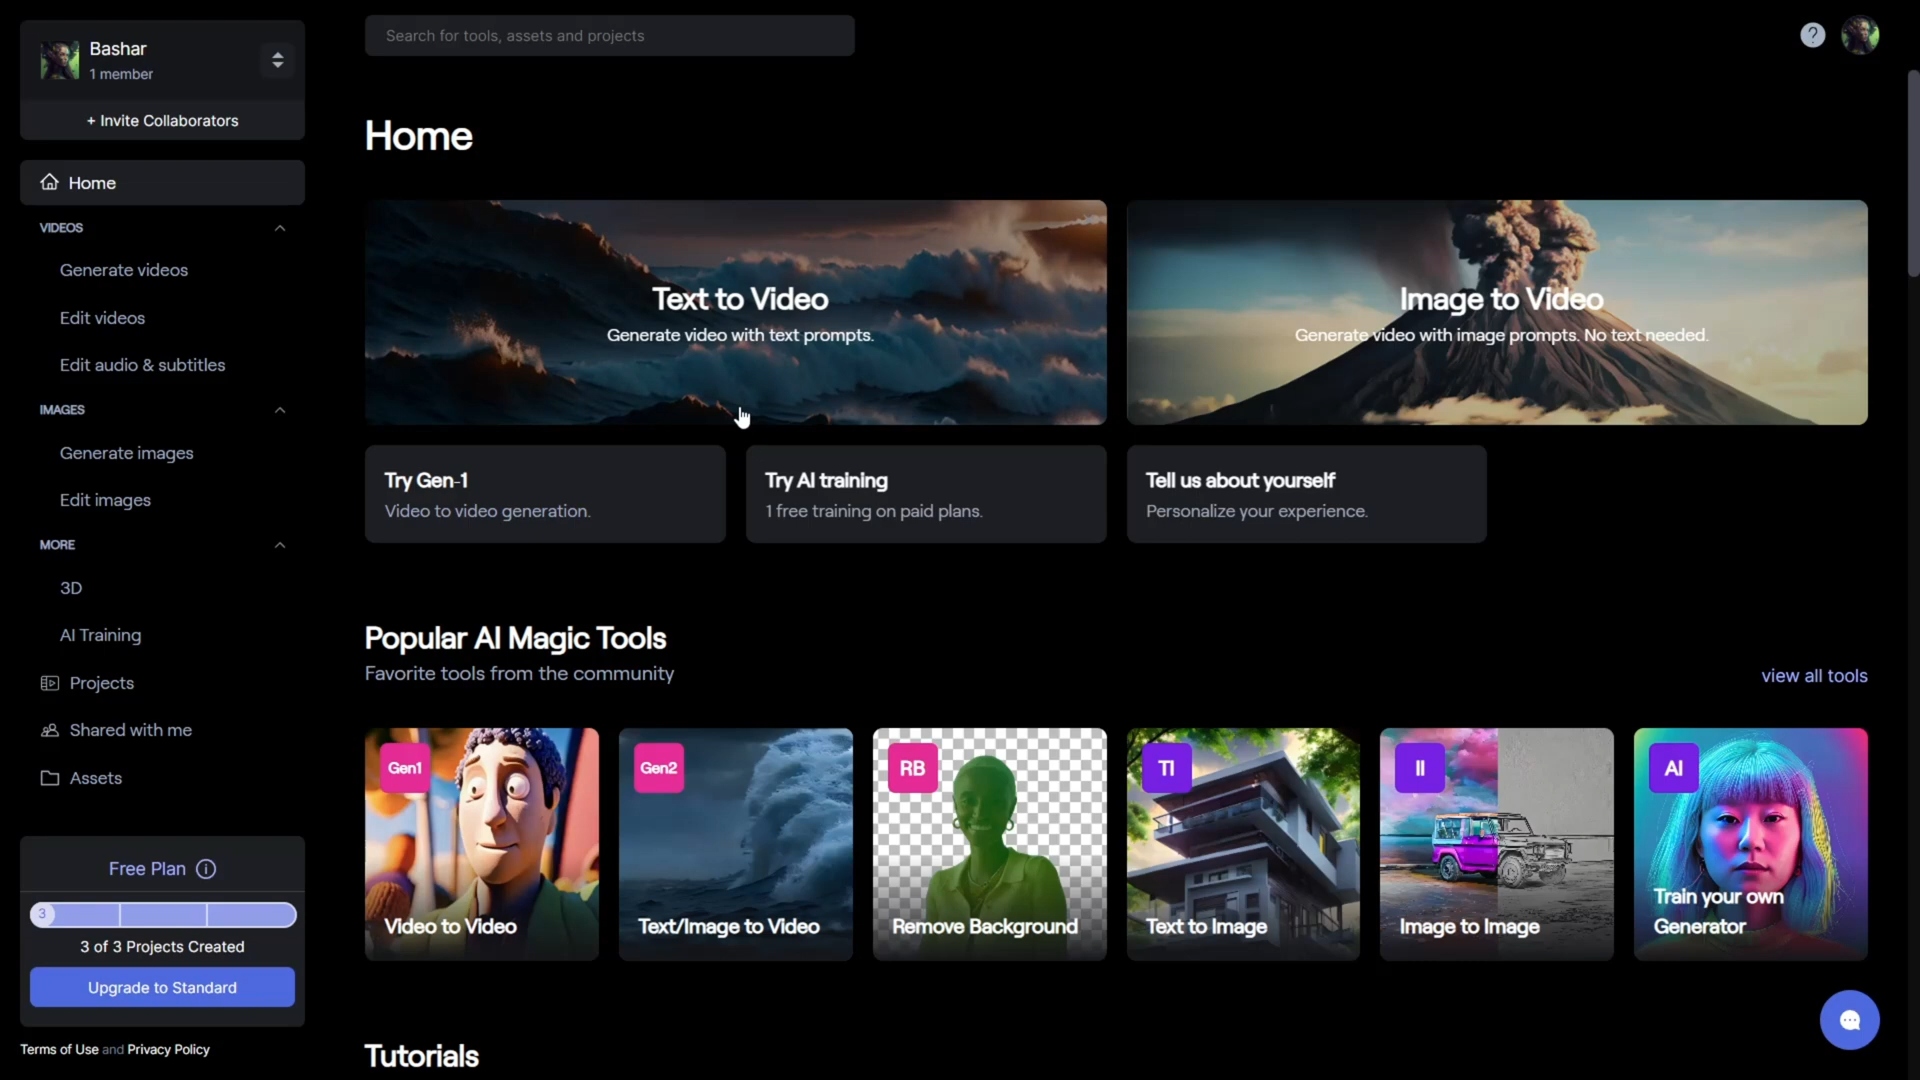 Bashar
1 member
+ Invite Collaborators
Home
VIDEOS
Generate videos
Edit videos
Edit audio & subtitles
IMAGES
Generate images
Edit images
MORE
3D
AI Training
Projects
Shared with me
Assets
Free Plan
3
3 of 3 Projects Created
Upgrade to Standard
Terms of Use and Privacy Policy
Search for tools, assets and projects
?
Home
Text to Video
Generate video with text prompts.
Image to Video
Generate video with image prompts. No text needed.
Try Gen-1
Video to video generation.
Try AI training
1 free training on paid plans.
Tell us about yourself
Personalize your experience.
Popular AI Magic Tools
Favorite tools from the community
view all tools
Gen1
Video to Video
Gen2
Text/Image to Video
RB
Remove Background
TI
Text to Image
II
Image to Image
AI
Train your own
Generator
Tutorials